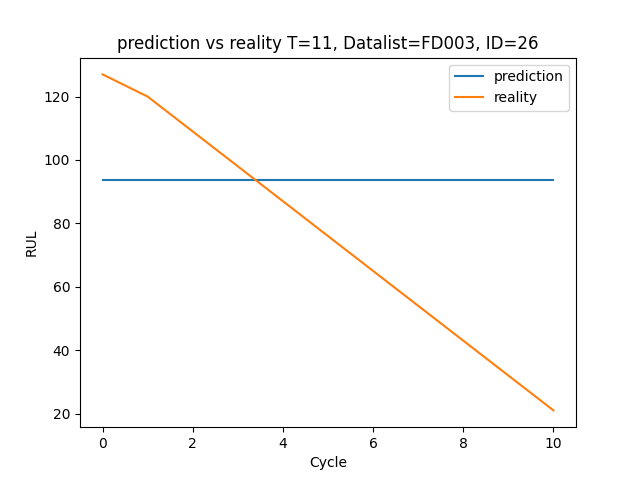 prediction vs reality T=11, Datalist=FD003, ID=26
prediction
reality
120
100
80
60
40
20
RUL
0 2 4 6 8 10
Cycle